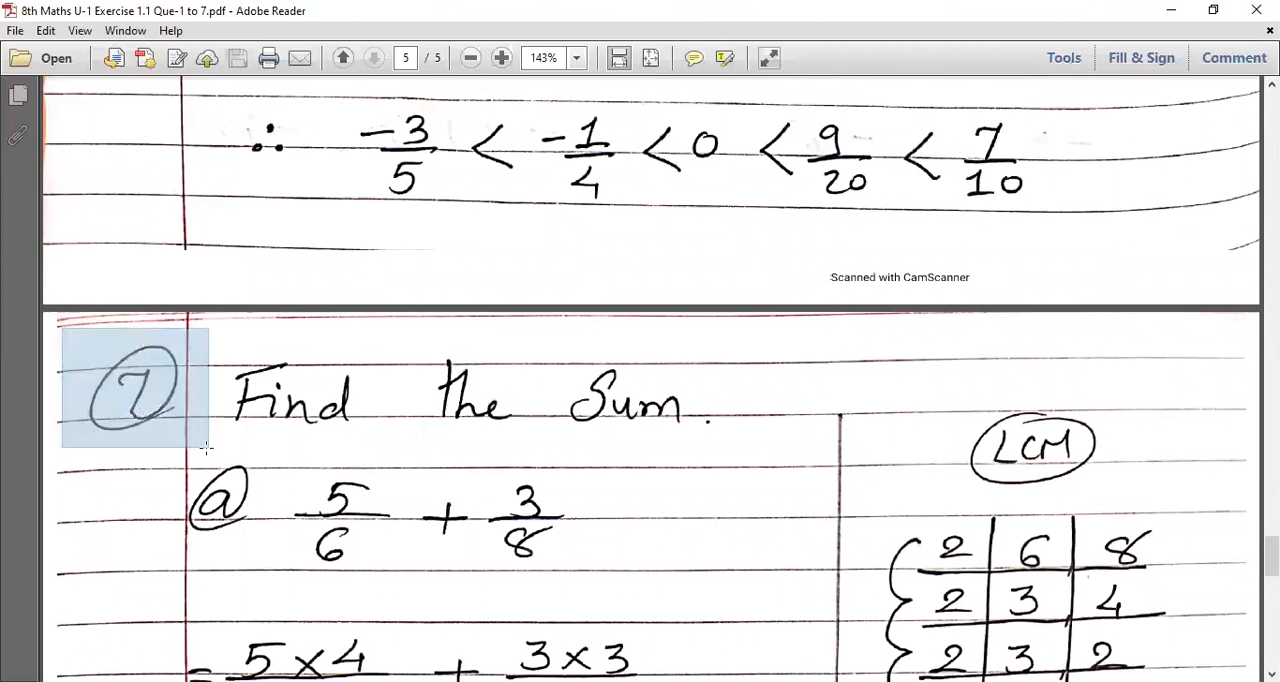 8th Maths U-1 Exercise 1.1 Que-1 to 7.pdf - Adobe Reader
File Edit View Window Help
Open 5 / 5 143% Tools Fill & Sign Comment
∴ -3/5 < -1/4 < 0 < 9/20 < 7/10
Scanned with CamScanner
7 Find the Sum.
LCM
a 5/6 + 3/8
2 | 6 | 8
2 | 3 | 4
2 | 3 | 2
= 5×4 + 3×3